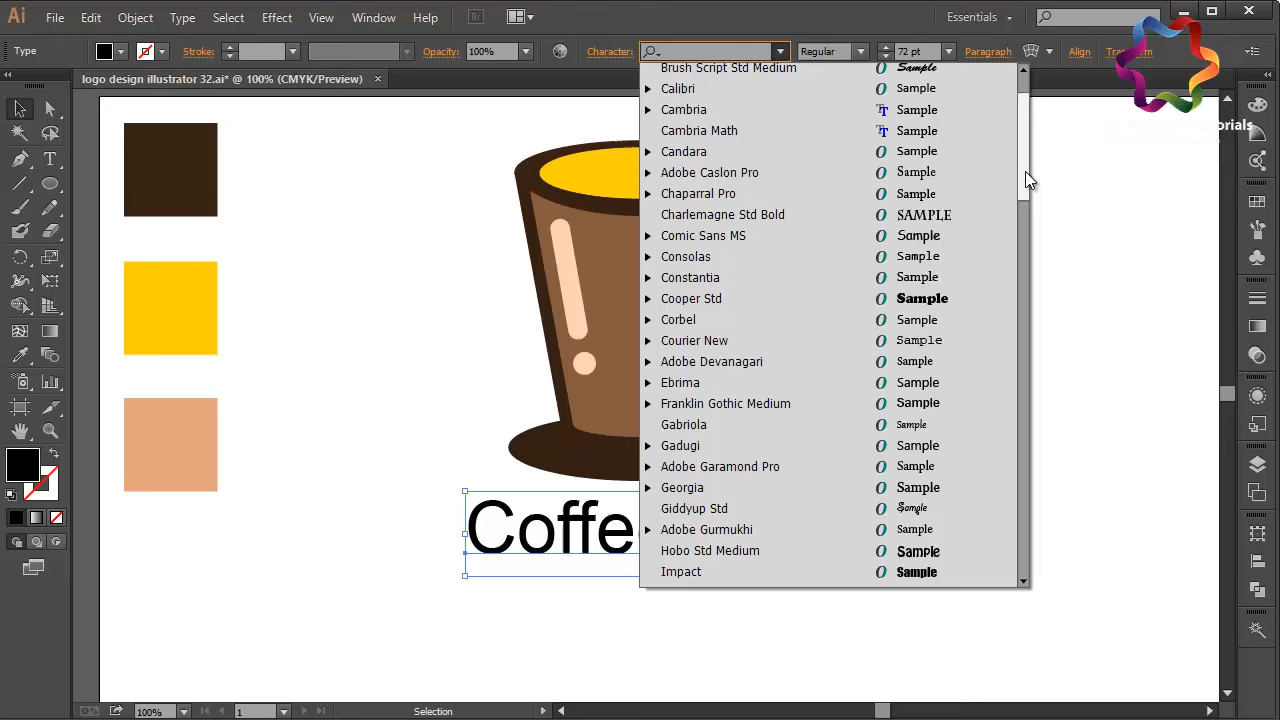 Ai File Edit Object Type Select Effect View Window Help Br Essentials
Type Stroke: Opacity: 100% Character: Regular 72 pt Paragraph Align
logo design illustrator 32.ai* @ 100% (CMYK/Preview) ×
Brush Script Std Medium Sample
Calibri Sample
Cambria Sample
Cambria Math Sample
Candara Sample
Adobe Caslon Pro Sample
Chaparral Pro Sample
Charlemagne Std Bold SAMPLE
Comic Sans MS Sample
Consolas Sample
Constantia Sample
Cooper Std Sample
Corbel Sample
Courier New Sample
Adobe Devanagari Sample
Ebrima Sample
Franklin Gothic Medium Sample
Gabriola Sample
Gadugi Sample
Adobe Garamond Pro Sample
Georgia Sample
Giddyup Std Sample
Adobe Gurmukhi Sample
Hobo Std Medium Sample
Impact Sample
100% 1 Selection